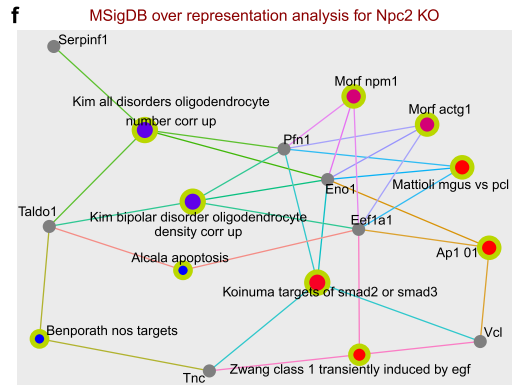 f
MSigDB over representation analysis for Npc2 KO
Serpinf1
Morf npm1
Kim all disorders oligodendrocyte
number corr up
Morf actg1
Pfn1
Mattioli mgus vs pcl
Eno1
Taldo1
Kim bipolar disorder oligodendrocyte
density corr up
Eef1a1
Alcala apoptosis
Ap1 01
Koinuma targets of smad2 or smad3
Benporath nos targets
Vcl
Zwang class 1 transiently induced by egf
Tnc